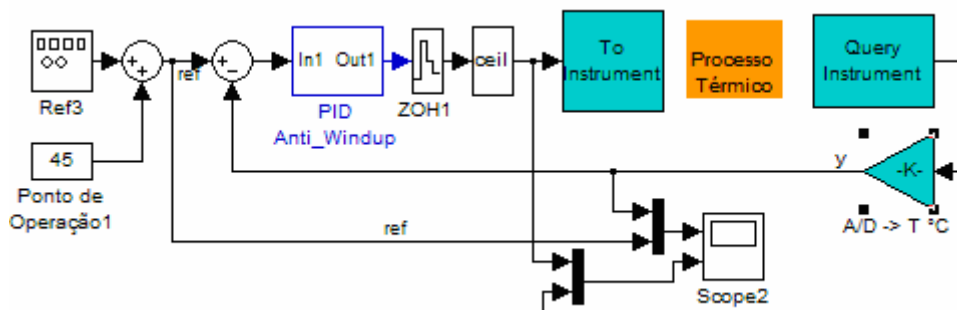 Ref3
+
+
45
Ponto de
Operação1
ref
+
−
In1 Out1
PID
Anti_Windup
ZOH1
ceil
To
Instrument
Processo
Térmico
Query
Instrument
y
-K-
A/D -> T °C
ref
Scope2